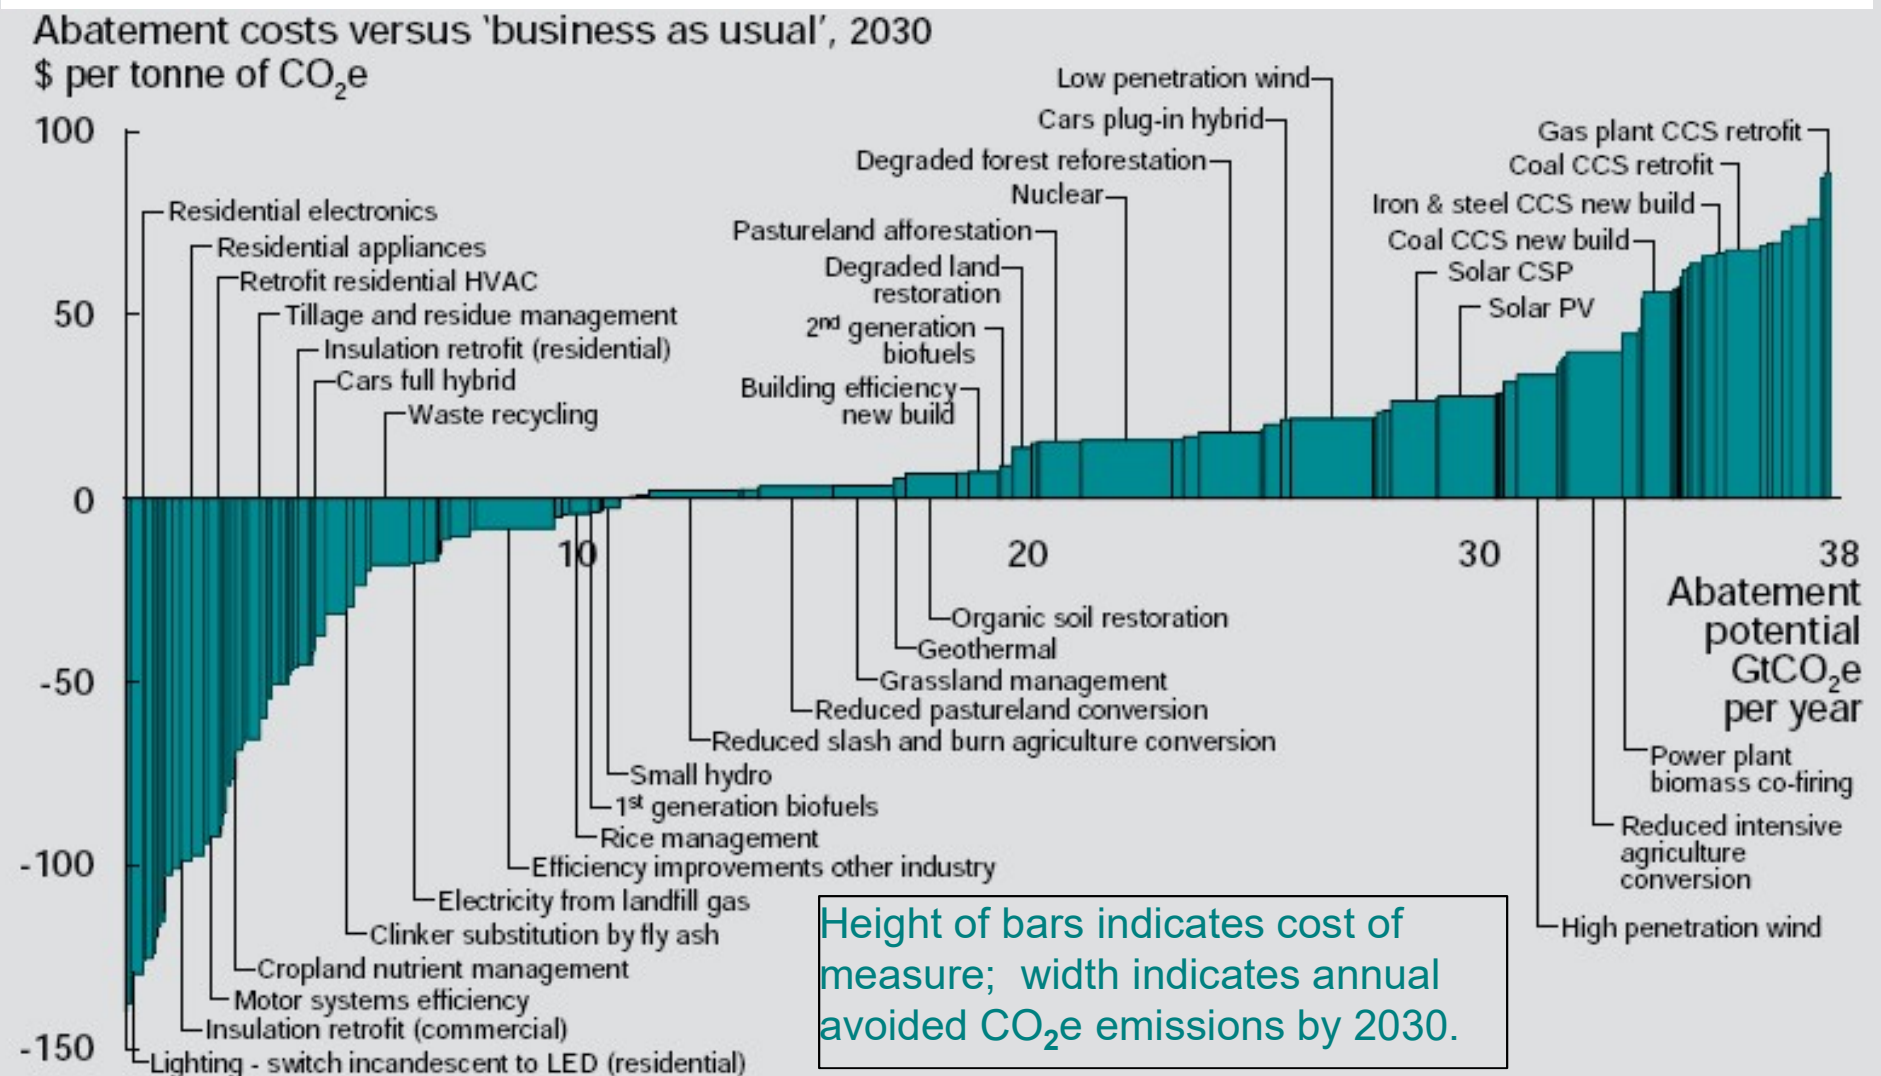 Abatement costs versus ‘business as usual’, 2030
$ per tonne of CO₂e
100
50
0
-50
-100
-150
10
20
30
38
Abatement
potential
GtCO₂e
per year
Residential electronics
Residential appliances
Retrofit residential HVAC
Tillage and residue management
Insulation retrofit (residential)
Cars full hybrid
Waste recycling
Low penetration wind
Cars plug-in hybrid
Degraded forest reforestation
Nuclear
Pastureland afforestation
Degraded land
restoration
2nd generation
biofuels
Building efficiency
new build
Gas plant CCS retrofit
Coal CCS retrofit
Iron & steel CCS new build
Coal CCS new build
Solar CSP
Solar PV
Organic soil restoration
Geothermal
Grassland management
Reduced pastureland conversion
Reduced slash and burn agriculture conversion
Small hydro
1st generation biofuels
Rice management
Efficiency improvements other industry
Electricity from landfill gas
Clinker substitution by fly ash
Cropland nutrient management
Motor systems efficiency
Insulation retrofit (commercial)
Lighting - switch incandescent to LED (residential)
Power plant
biomass co-firing
Reduced intensive
agriculture
conversion
High penetration wind
Height of bars indicates cost of
measure; width indicates annual
avoided CO₂e emissions by 2030.